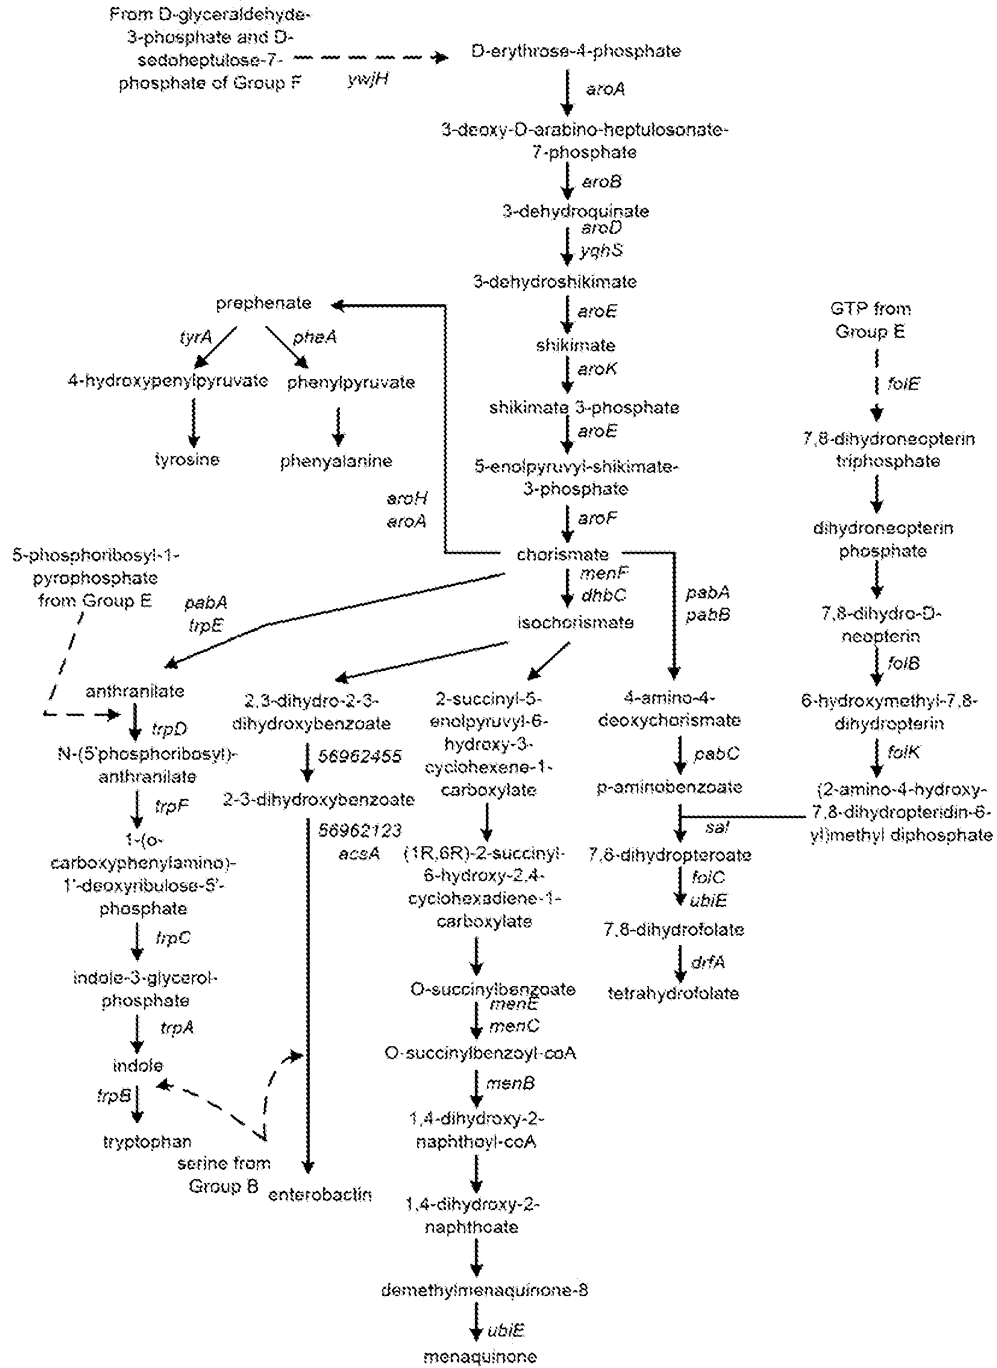 From D-glyceraldehyde-
3-phosphate and D-
sedoheptulose-7-
phosphate of Group F
ywjH
D-erythrose-4-phosphate
aroA
3-deoxy-D-arabino-heptulosonate-
7-phosphate
aroB
3-dehydroquinate
aroD
yqhS
3-dehydroshikimate
aroE
shikimate
aroK
shikimate 3-phosphate
aroE
5-enolpyruvyl-shikimate-
3-phosphate
aroF
chorismate
menF
dhbC
isochorismate
prephenate
tyrA
pheA
4-hydroxypenylpyruvate
phenylpyruvate
tyrosine
phenyalanine
aroH
aroA
GTP from
Group E
folE
7,8-dihydroneopterin
triphosphate
dihydroneopterin
phosphate
7,8-dihydro-D-
neopterin
folB
6-hydroxymethyl-7,8-
dihydropterin
folK
(2-amino-4-hydroxy-
7,8-dihydropteridin-6-
yl)methyl diphosphate
5-phosphoribosyl-1-
pyrophosphate
from Group E
pabA
trpE
anthranilate
trpD
N-(5'phosphoribosyl)-
anthranilate
trpF
1-(o-
carboxyphenylamino)-
1'-deoxyribulose-5'-
phosphate
trpC
indole-3-glycerol-
phosphate
trpA
indole
trpB
tryptophan
serine from
Group B
2,3-dihydro-2-3-
dihydroxybenzoate
56962455
2-3-dihydroxybenzoate
56962123
acsA
enterobactin
2-succinyl-5-
enolpyruvyl-6-
hydroxy-3-
cyclohexene-1-
carboxylate
(1R,6R)-2-succinyl-
6-hydroxy-2,4-
cyclohexadiene-1-
carboxylate
O-succinylbenzoate
menE
menC
O-succinylbenzoyl-coA
menB
1,4-dihydroxy-2-
naphthoyl-coA
1,4-dihydroxy-2-
naphthoate
demethylmenaquinone-8
ubiE
menaquinone
pabA
pabB
4-amino-4-
deoxychorismate
pabC
p-aminobenzoate
sal
7,8-dihydropteroate
folC
ubiE
7,8-dihydrofolate
drfA
tetrahydrofolate